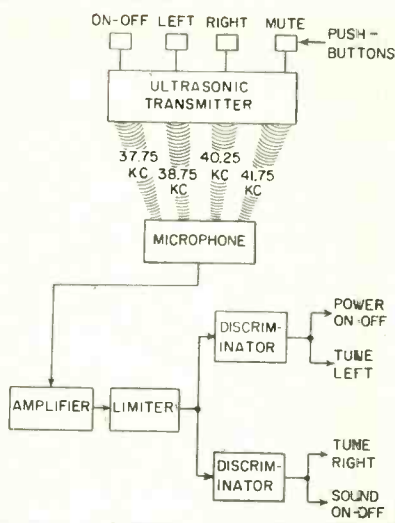 ON-OFF LEFT RIGHT MUTE
PUSH-
BUTTONS
ULTRASONIC
TRANSMITTER
37.75
KC
38.75
KC
40.25
KC
41.75
KC
MICROPHONE
DISCRIM-
INATOR
POWER
ON-OFF
TUNE
LEFT
AMPLIFIER
LIMITER
DISCRIM-
INATOR
TUNE
RIGHT
SOUND
ON-OFF